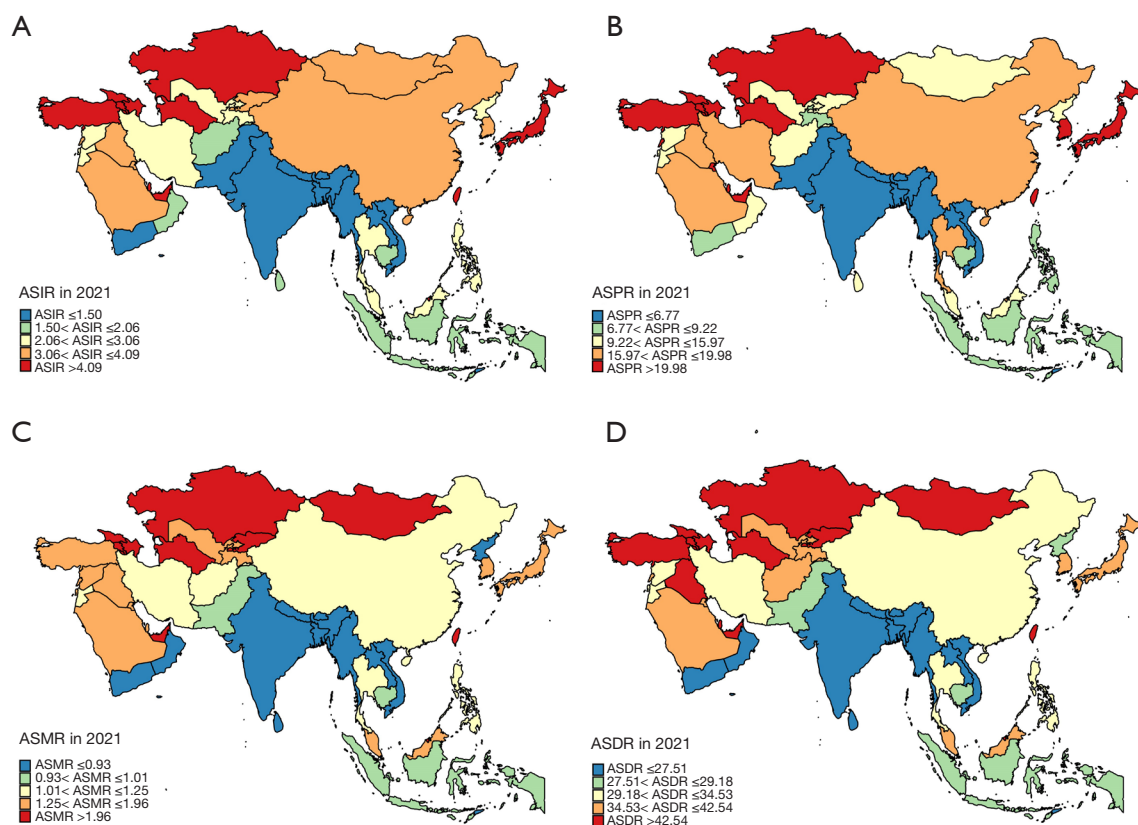 A
B
ASIR in 2021
ASIR ≤1.50
1.50< ASIR ≤2.06
2.06< ASIR ≤3.06
3.06< ASIR ≤4.09
ASIR >4.09
ASPR in 2021
ASPR ≤6.77
6.77< ASPR ≤9.22
9.22< ASPR ≤15.97
15.97< ASPR ≤19.98
ASPR >19.98
C
D
ASMR in 2021
ASMR ≤0.93
0.93< ASMR ≤1.01
1.01< ASMR ≤1.25
1.25< ASMR ≤1.96
ASMR >1.96
ASDR in 2021
ASDR ≤27.51
27.51< ASDR ≤29.18
29.18< ASDR ≤34.53
34.53< ASDR ≤42.54
ASDR >42.54